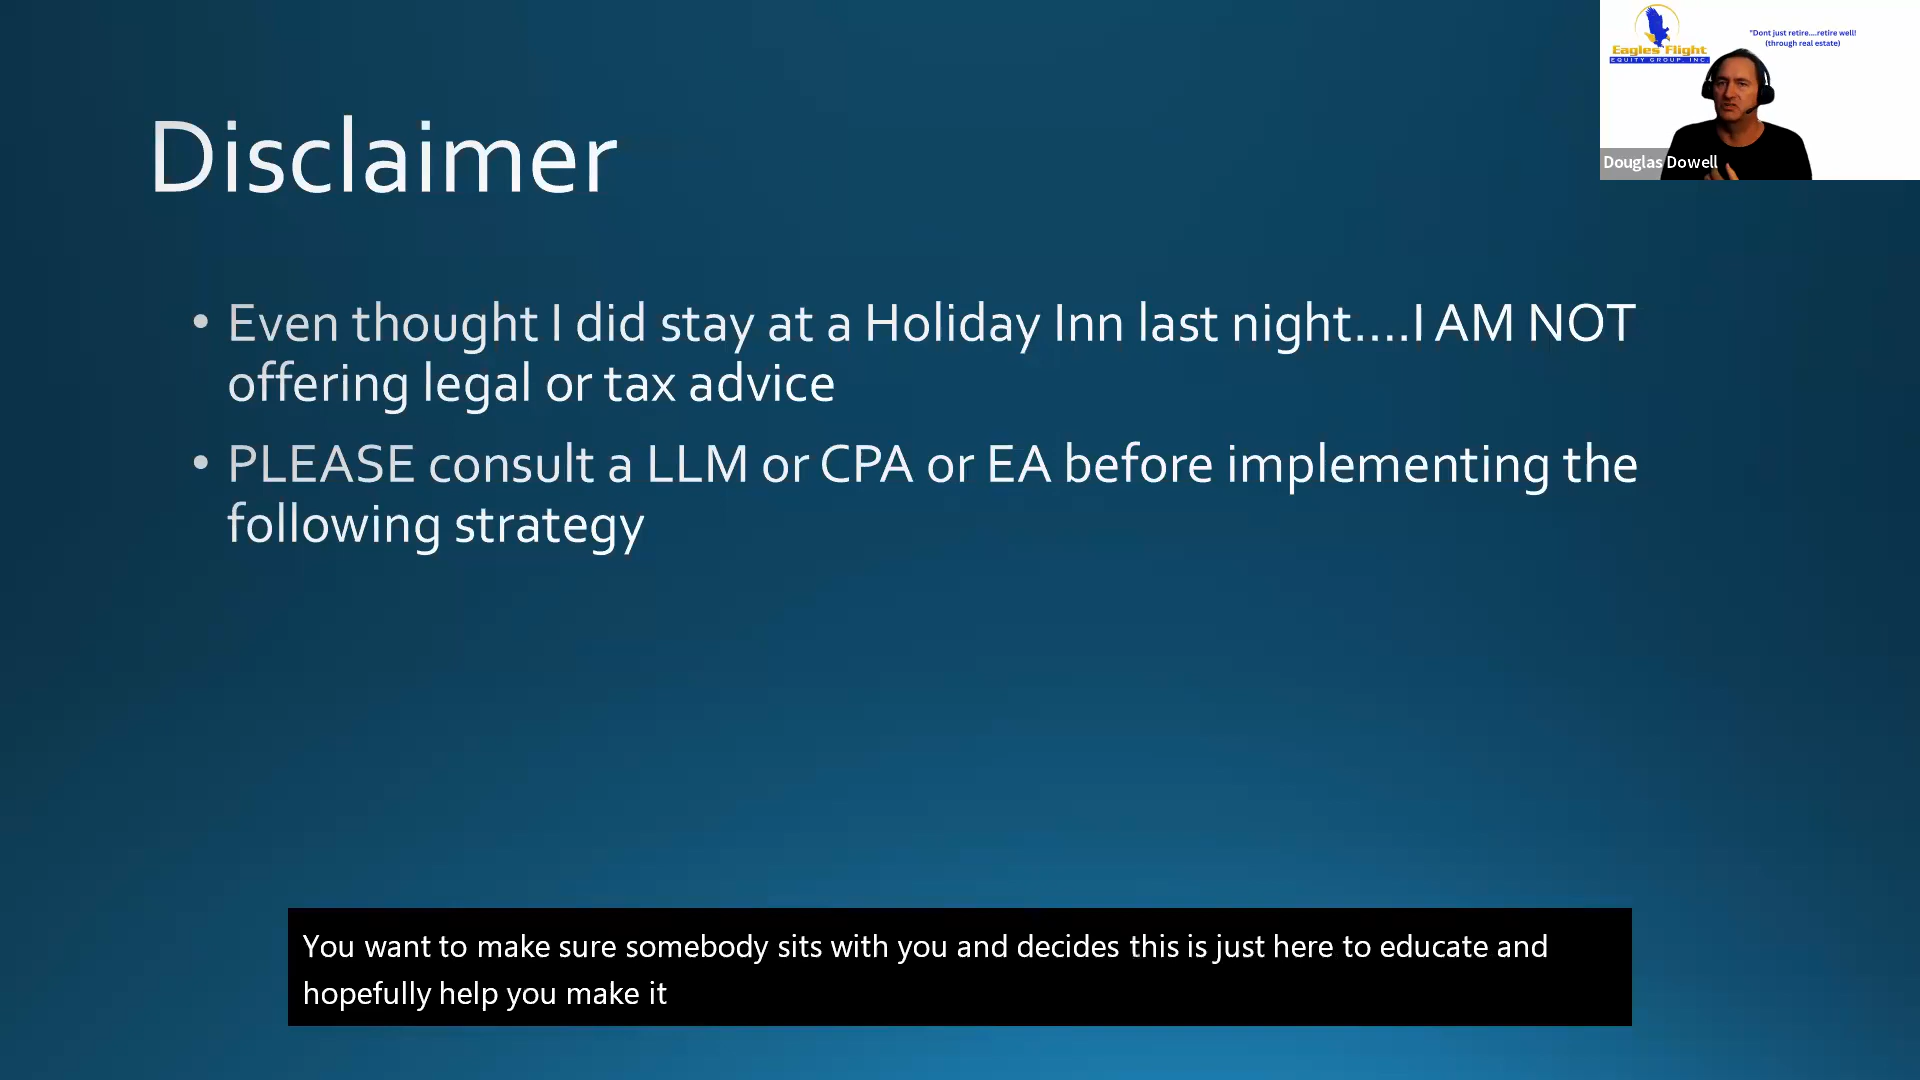 Eagles Flight
EQUITY GROUP, INC.
"Dont just retire....retire well!
(through real estate)
Douglas Dowell
Disclaimer
• Even thought I did stay at a Holiday Inn last night....I AM NOT
offering legal or tax advice
• PLEASE consult a LLM or CPA or EA before implementing the
following strategy
You want to make sure somebody sits with you and decides this is just here to educate and
hopefully help you make it